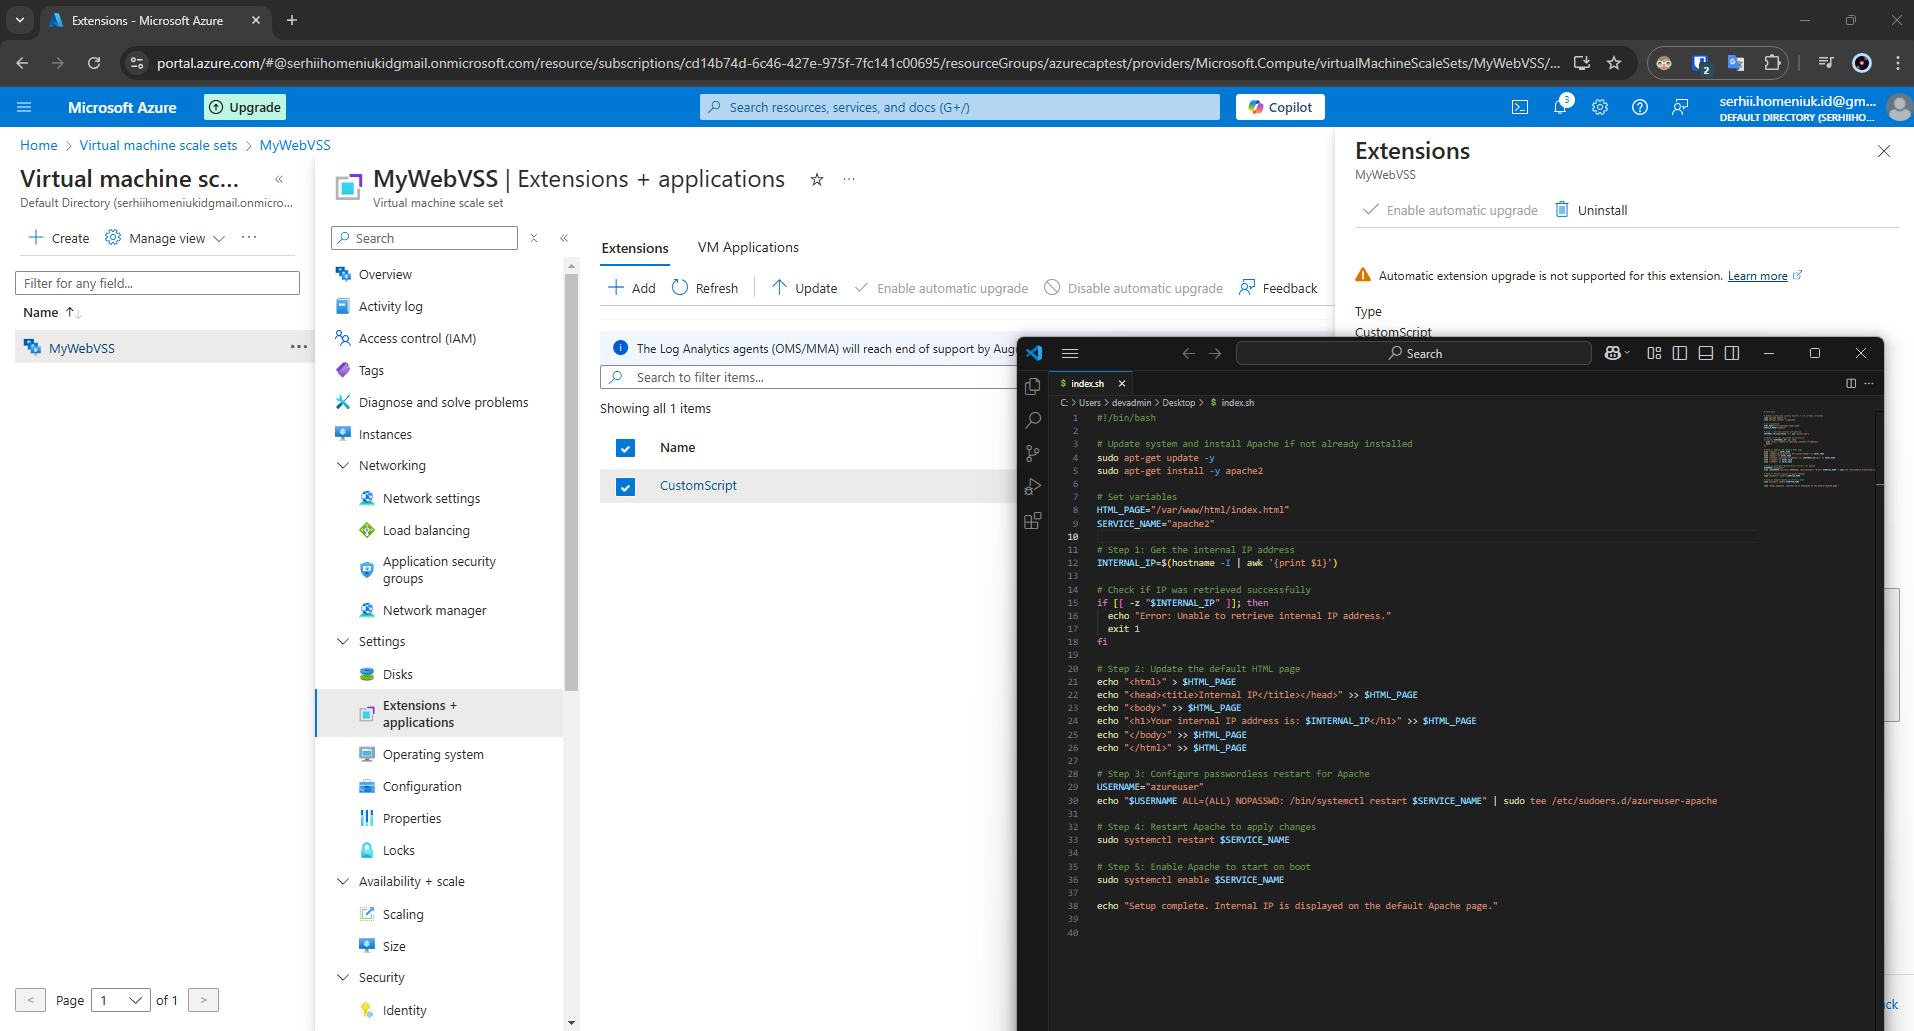 Extensions - Microsoft Azure
portal.azure.com/#@serhiihomeniukidgmail.onmicrosoft.com/resource/subscriptions/cd14b74d-6c46-427e-975f-7fc141c00695/resourceGroups/azurecaptest/providers/Microsoft.Compute/virtualMachineScaleSets/MyWebVSS/...
2
Microsoft Azure
Upgrade
Search resources, services, and docs (G+/)
Copilot
3
serhii.homeniuk.id@gm...
DEFAULT DIRECTORY (SERHIIHO...
Home > Virtual machine scale sets > MyWebVSS
Virtual machine sc...
Default Directory (serhiihomeniukidgmail.onmicro...
Create
Manage view
Filter for any field...
Name
MyWebVSS
< Page 1 of 1 >
MyWebVSS | Extensions + applications
Virtual machine scale set
Search
Overview
Activity log
Access control (IAM)
Tags
Diagnose and solve problems
Instances
Networking
Network settings
Load balancing
Application security
groups
Network manager
Settings
Disks
Extensions +
applications
Operating system
Configuration
Properties
Locks
Availability + scale
Scaling
Size
Security
Identity
Extensions
VM Applications
Add
Refresh
Update
Enable automatic upgrade
Disable automatic upgrade
Feedback
The Log Analytics agents (OMS/MMA) will reach end of support by Aug
Search to filter items...
Showing all 1 items
Name
CustomScript
Extensions
MyWebVSS
Enable automatic upgrade
Uninstall
Automatic extension upgrade is not supported for this extension. Learn more
Type
CustomScript
Search
$ index.sh
C: > Users > devadmin > Desktop > $ index.sh
1 #!/bin/bash
2
3 # Update system and install Apache if not already installed
4 sudo apt-get update -y
5 sudo apt-get install -y apache2
6
7 # Set variables
8 HTML_PAGE="/var/www/html/index.html"
9 SERVICE_NAME="apache2"
10
11 # Step 1: Get the internal IP address
12 INTERNAL_IP=$(hostname -I | awk '{print $1}')
13
14 # Check if IP was retrieved successfully
15 if [[ -z "$INTERNAL_IP" ]]; then
16 echo "Error: Unable to retrieve internal IP address."
17 exit 1
18 fi
19
20 # Step 2: Update the default HTML page
21 echo "<html>" > $HTML_PAGE
22 echo "<head><title>Internal IP</title></head>" >> $HTML_PAGE
23 echo "<body>" >> $HTML_PAGE
24 echo "<h1>Your internal IP address is: $INTERNAL_IP</h1>" >> $HTML_PAGE
25 echo "</body>" >> $HTML_PAGE
26 echo "</html>" >> $HTML_PAGE
27
28 # Step 3: Configure passwordless restart for Apache
29 USERNAME="azureuser"
30 echo "$USERNAME ALL=(ALL) NOPASSWD: /bin/systemctl restart $SERVICE_NAME" | sudo tee /etc/sudoers.d/azureuser-apache
31
32 # Step 4: Restart Apache to apply changes
33 sudo systemctl restart $SERVICE_NAME
34
35 # Step 5: Enable Apache to start on boot
36 sudo systemctl enable $SERVICE_NAME
37
38 echo "Setup complete. Internal IP is displayed on the default Apache page."
39
40
ck